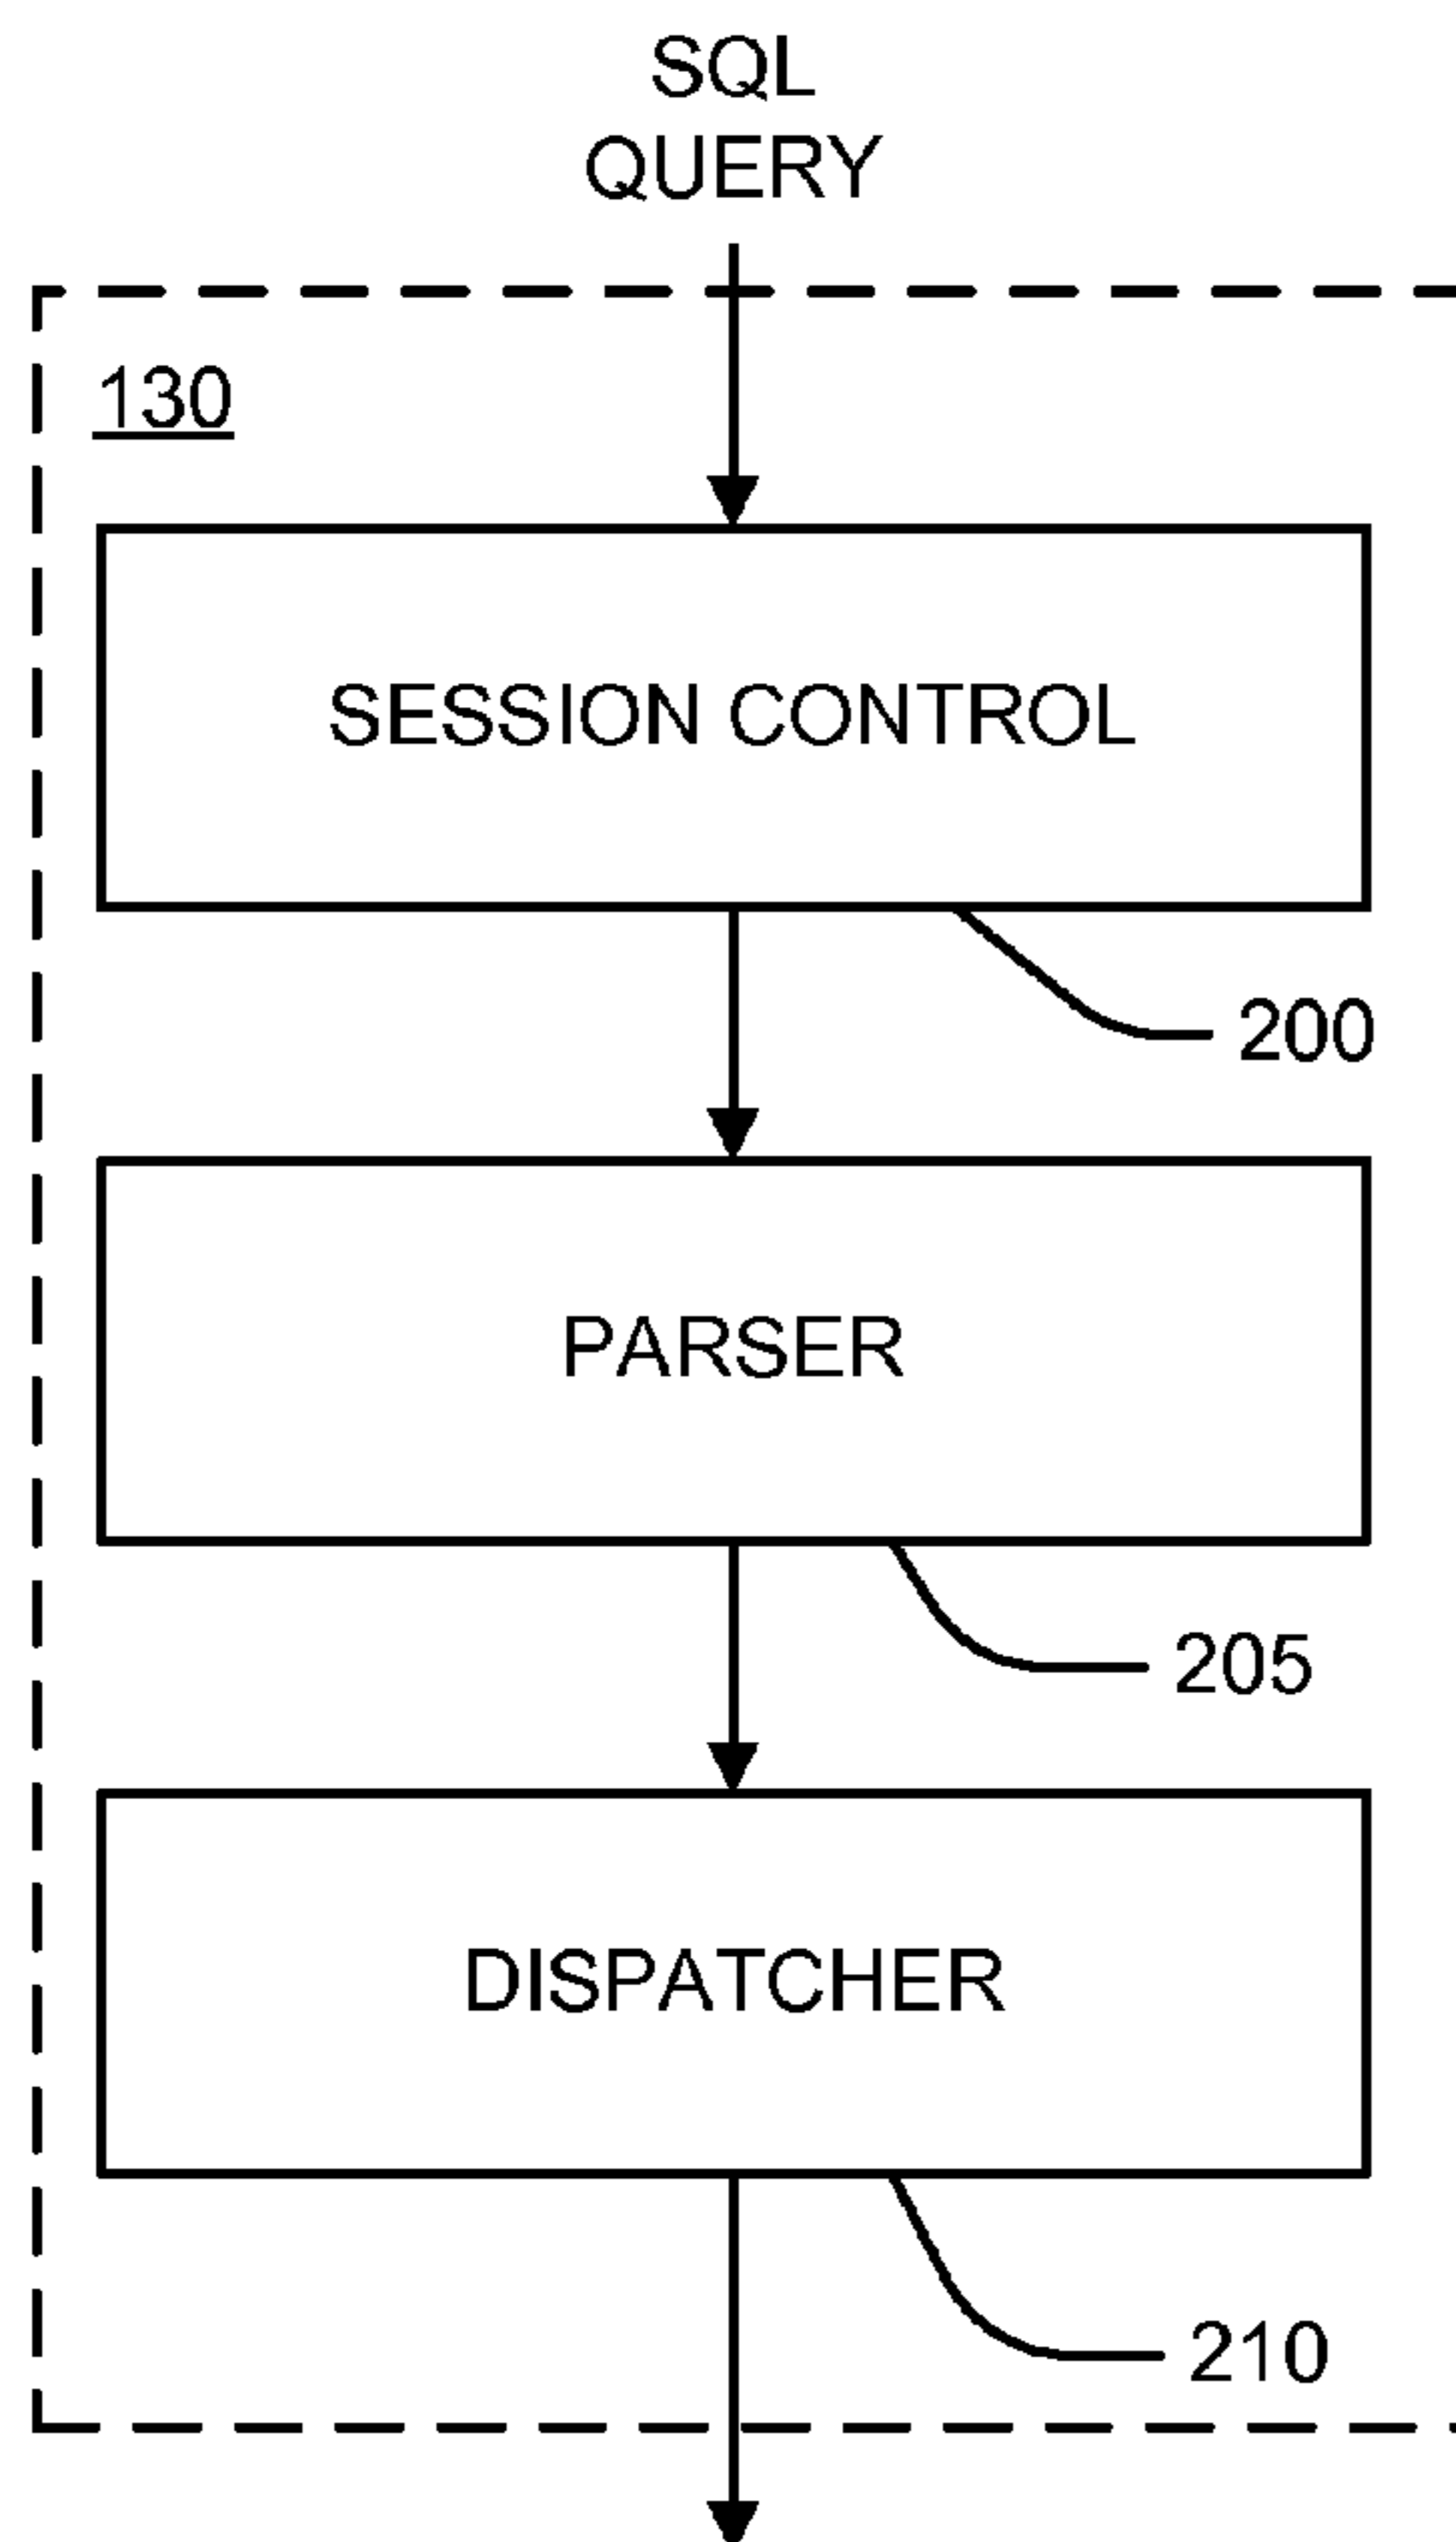 SQL
QUERY
130
SESSION CONTROL
200
PARSER
205
DISPATCHER
210